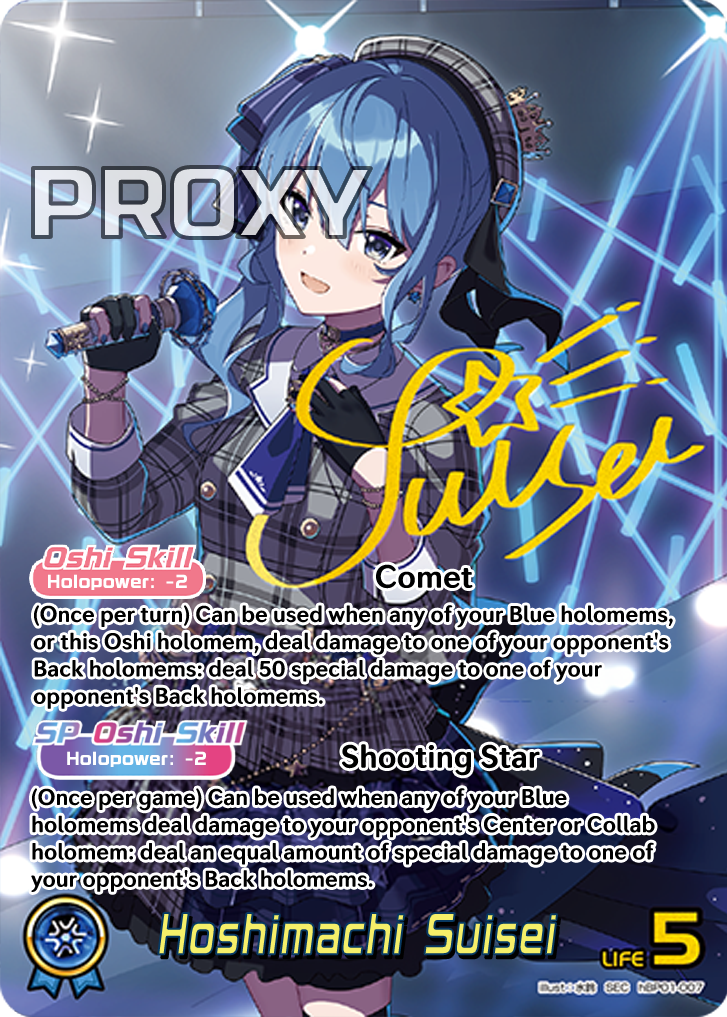 PROXY
Suisei
Oshi Skill
Holopower: -2
Comet
(Once per turn) Can be used when any of your Blue holomems,
or this Oshi holomem, deal damage to one of your opponent's
Back holomems: deal 50 special damage to one of your
opponent's Back holomems.
SP Oshi Skill
Holopower: -2
Shooting Star
(Once per game) Can be used when any of your Blue
holomems deal damage to your opponent's Center or Collab
holomem: deal an equal amount of special damage to one of
your opponent's Back holomems.
Hoshimachi Suisei
LIFE 5
illust:水鈴 SEC hBP01-007